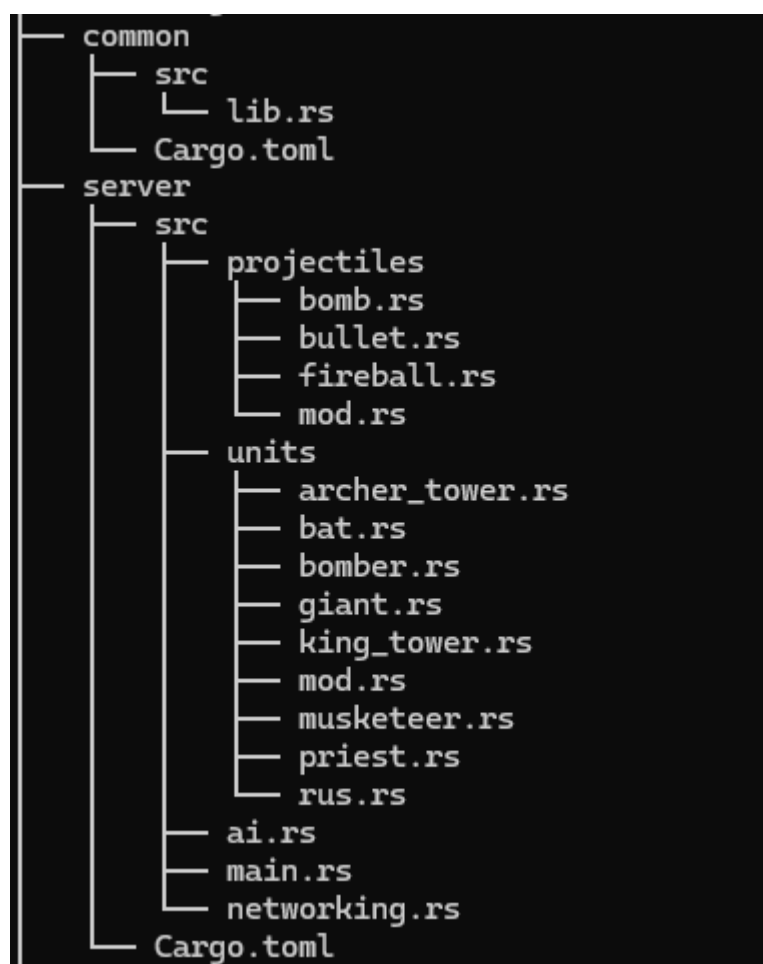 common
src
lib.rs
Cargo.toml
server
src
projectiles
bomb.rs
bullet.rs
fireball.rs
mod.rs
units
archer_tower.rs
bat.rs
bomber.rs
giant.rs
king_tower.rs
mod.rs
musketeer.rs
priest.rs
rus.rs
ai.rs
main.rs
networking.rs
Cargo.toml